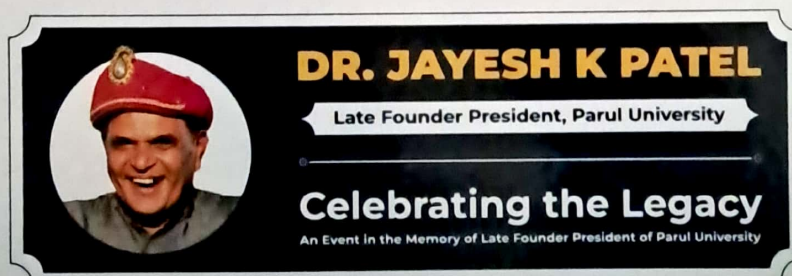 DR. JAYESH K PATEL
Late Founder President, Parul University
Celebrating the Legacy
An Event in the Memory of Late Founder President of Parul University